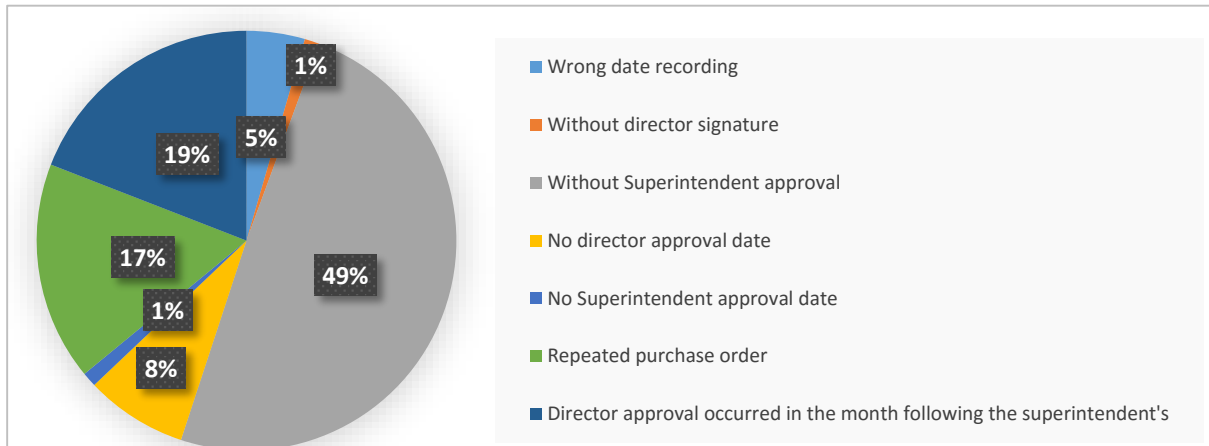 1%
5%
19%
49%
17%
1%
8%
Wrong date recording
Without director signature
Without Superintendent approval
No director approval date
No Superintendent approval date
Repeated purchase order
Director approval occurred in the month following the superintendent's